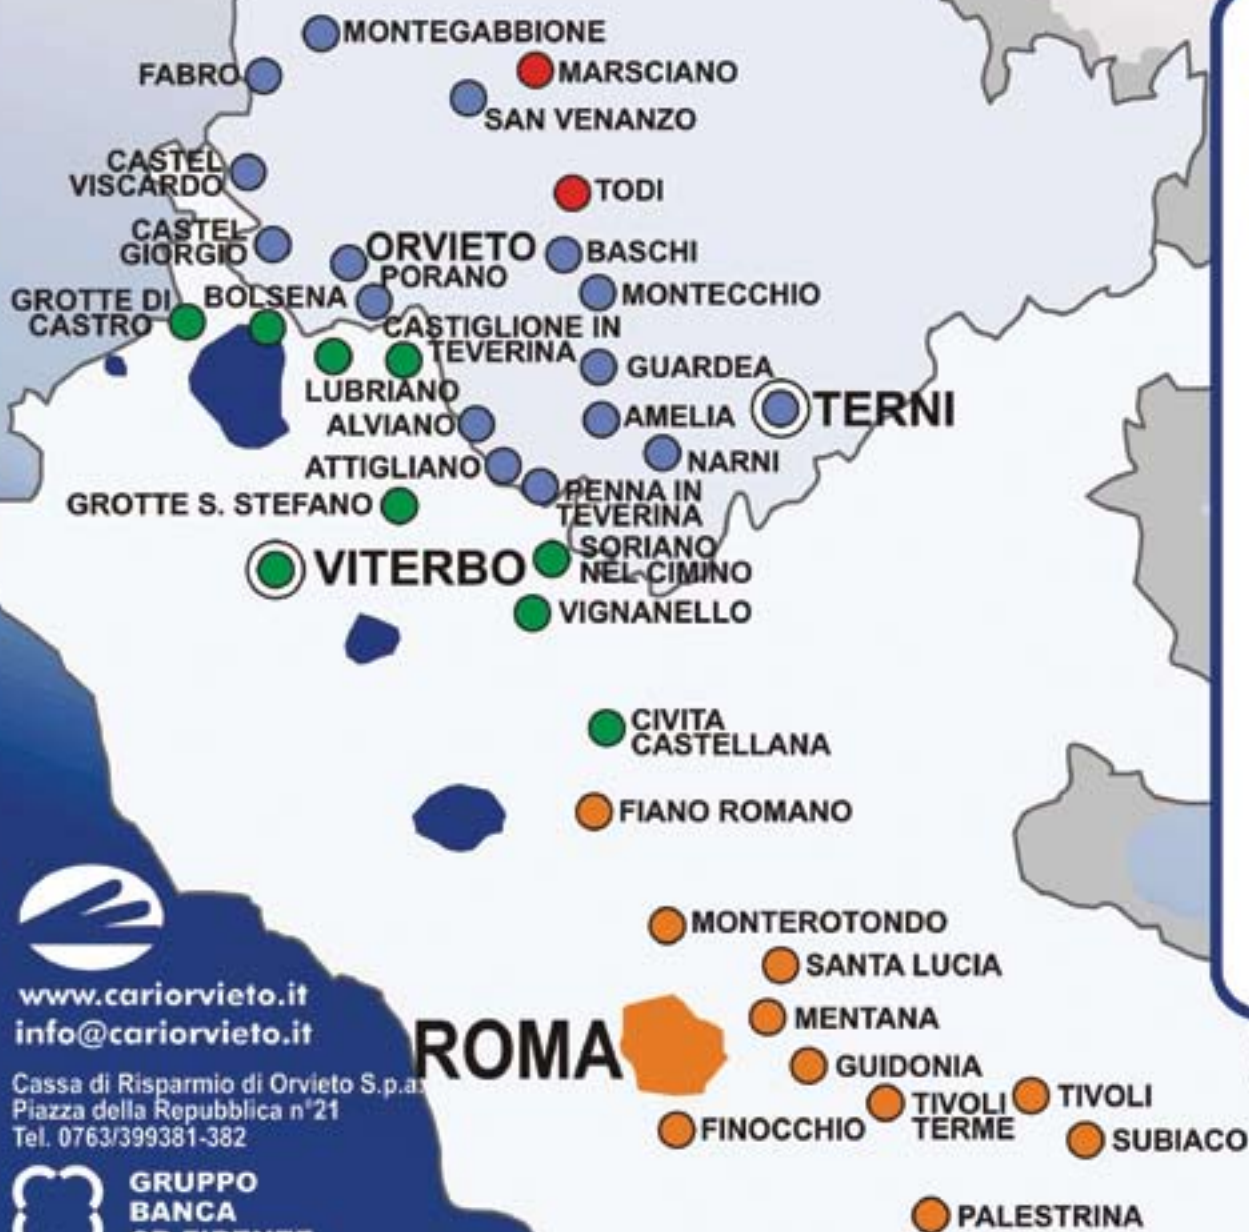 MONTEGABBIONE
FABRO
MARSCIANO
SAN VENANZO
CASTEL
VISCARDO
TODI
CASTEL
GIORGIO
ORVIETO
BASCHI
PORANO
GROTTE DI
CASTRO
BOLSENA
MONTECCHIO
CASTIGLIONE IN
TEVERINA
GUARDEA
LUBRIANO
TERNI
ALVIANO
AMELIA
ATTIGLIANO
NARNI
GROTTE S. STEFANO
PENNA IN
TEVERINA
VITERBO
SORIANO
NEL CIMINO
VIGNANELLO
CIVITA
CASTELLANA
FIANO ROMANO
MONTEROTONDO
SANTA LUCIA
MENTANA
ROMA
GUIDONIA
TIVOLI
TERME
TIVOLI
FINOCCHIO
SUBIACO
PALESTRINA
www.cariorvieto.it
info@cariorvieto.it
Cassa di Risparmio di Orvieto S.p.a.
Piazza della Repubblica n°21
Tel. 0763/399381-382
GRUPPO
BANCA